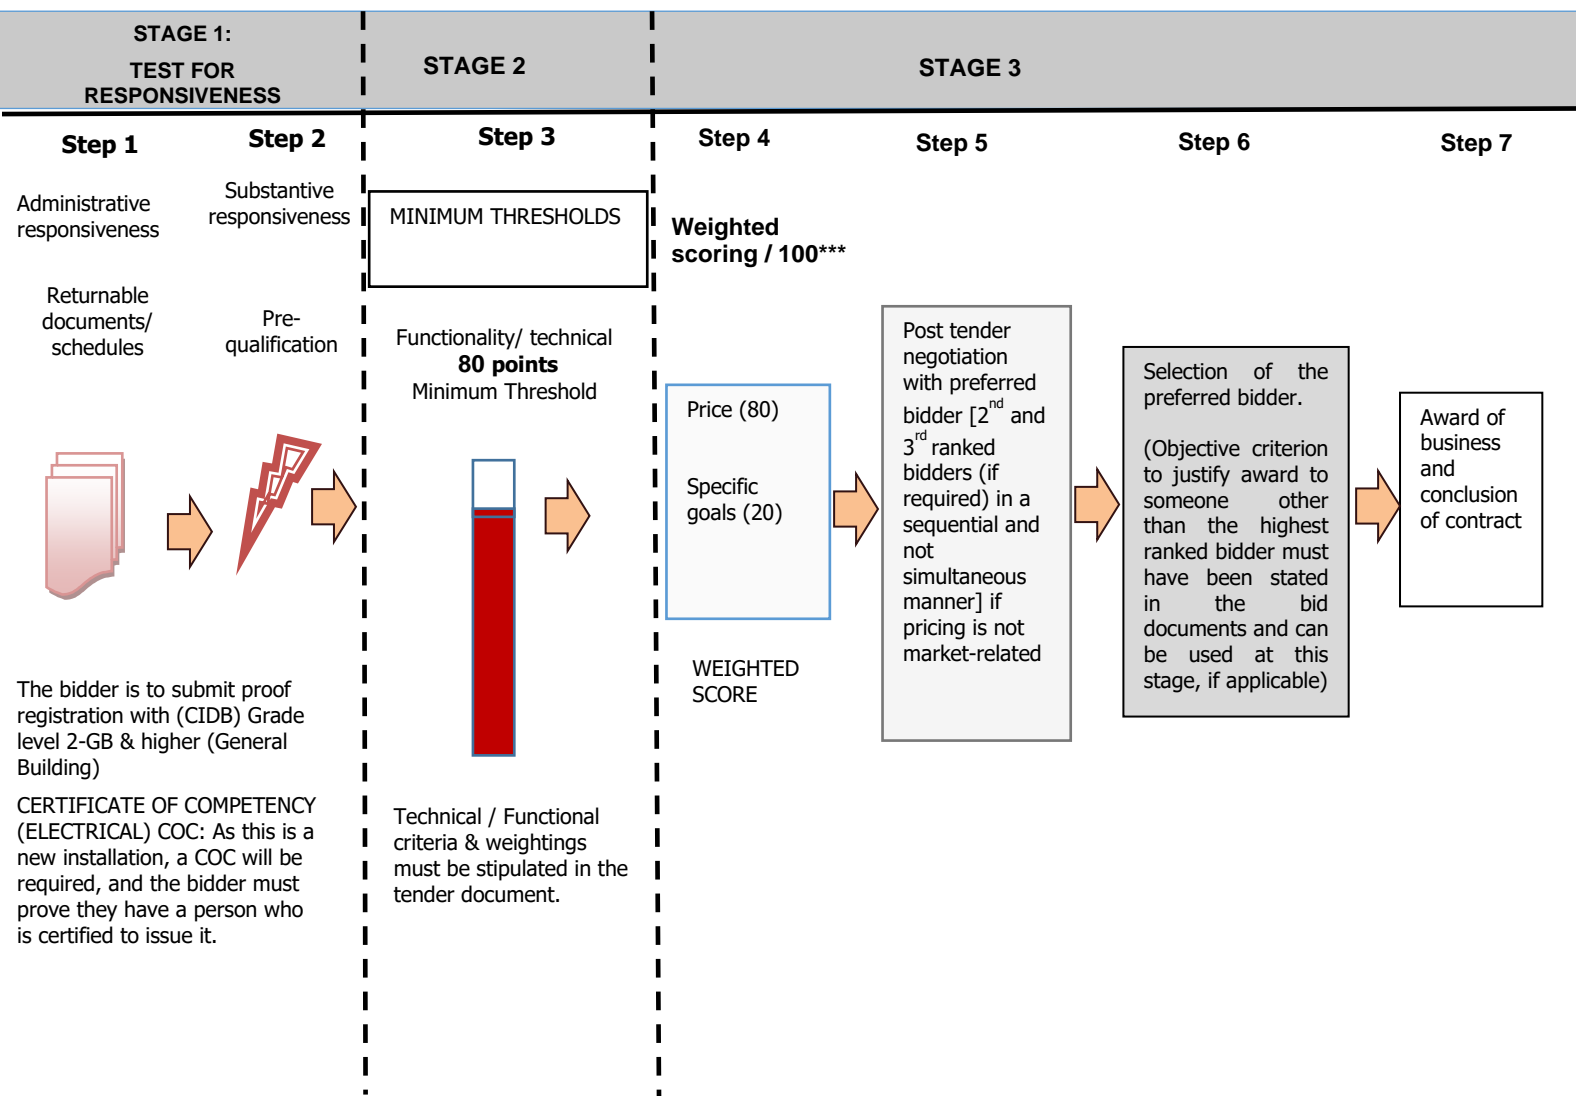 STAGE 1:
TEST FOR
RESPONSIVENESS
STAGE 2
STAGE 3
Step 1
Step 2
Step 3
Step 4
Step 5
Step 6
Step 7
Administrative
responsiveness
Returnable
documents/
schedules
Substantive
responsiveness
Pre-
qualification
The bidder is to submit proof
registration with (CIDB) Grade
level 2-GB & higher (General
Building)
CERTIFICATE OF COMPETENCY
(ELECTRICAL) COC: As this is a
new installation, a COC will be
required, and the bidder must
prove they have a person who
is certified to issue it.
MINIMUM THRESHOLDS
Functionality/ technical
80 points
Minimum Threshold
Technical / Functional
criteria & weightings
must be stipulated in the
tender document.
Weighted
scoring / 100***
Price (80)
Specific
goals (20)
WEIGHTED
SCORE
Post tender
negotiation
with preferred
bidder [2nd and
3rd ranked
bidders (if
required) in a
sequential and
not
simultaneous
manner] if
pricing is not
market-related
Selection of the
preferred bidder.
(Objective criterion
to justify award to
someone other
than the highest
ranked bidder must
have been stated
in the bid
documents and can
be used at this
stage, if applicable)
Award of
business
and
conclusion
of contract